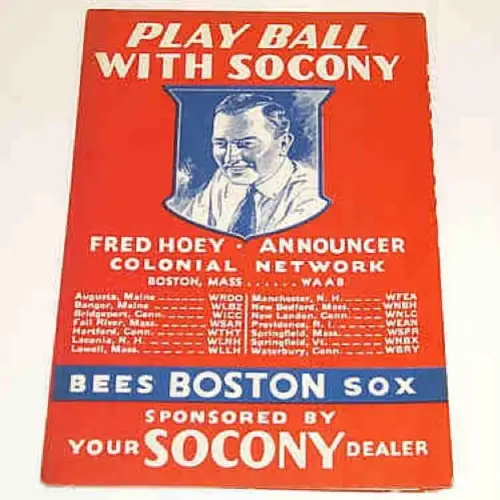 PLAY BALL
WITH SOCONY
FRED HOEY · ANNOUNCER
COLONIAL NETWORK
BOSTON, MASS ...... WAAB
Augusta, Maine ---- WRDO
Bangor, Maine ---- WLBZ
Bridgeport, Conn. --- WICC
Fall River, Mass. --- WSAR
Hartford, Conn. --- WTHT
Laconia, N. H. ---- WLNH
Lowell, Mass. ---- WLLH
Manchester, N. H. --- WFEA
New Bedford, Mass. --- WNBH
New London, Conn. --- WNLC
Providence, R. I. --- WEAN
Springfield, Mass. --- WSPR
Springfield, Vt. --- WNBX
Waterbury, Conn. --- WBRY
BEES BOSTON SOX
SPONSORED BY
YOUR SOCONY DEALER